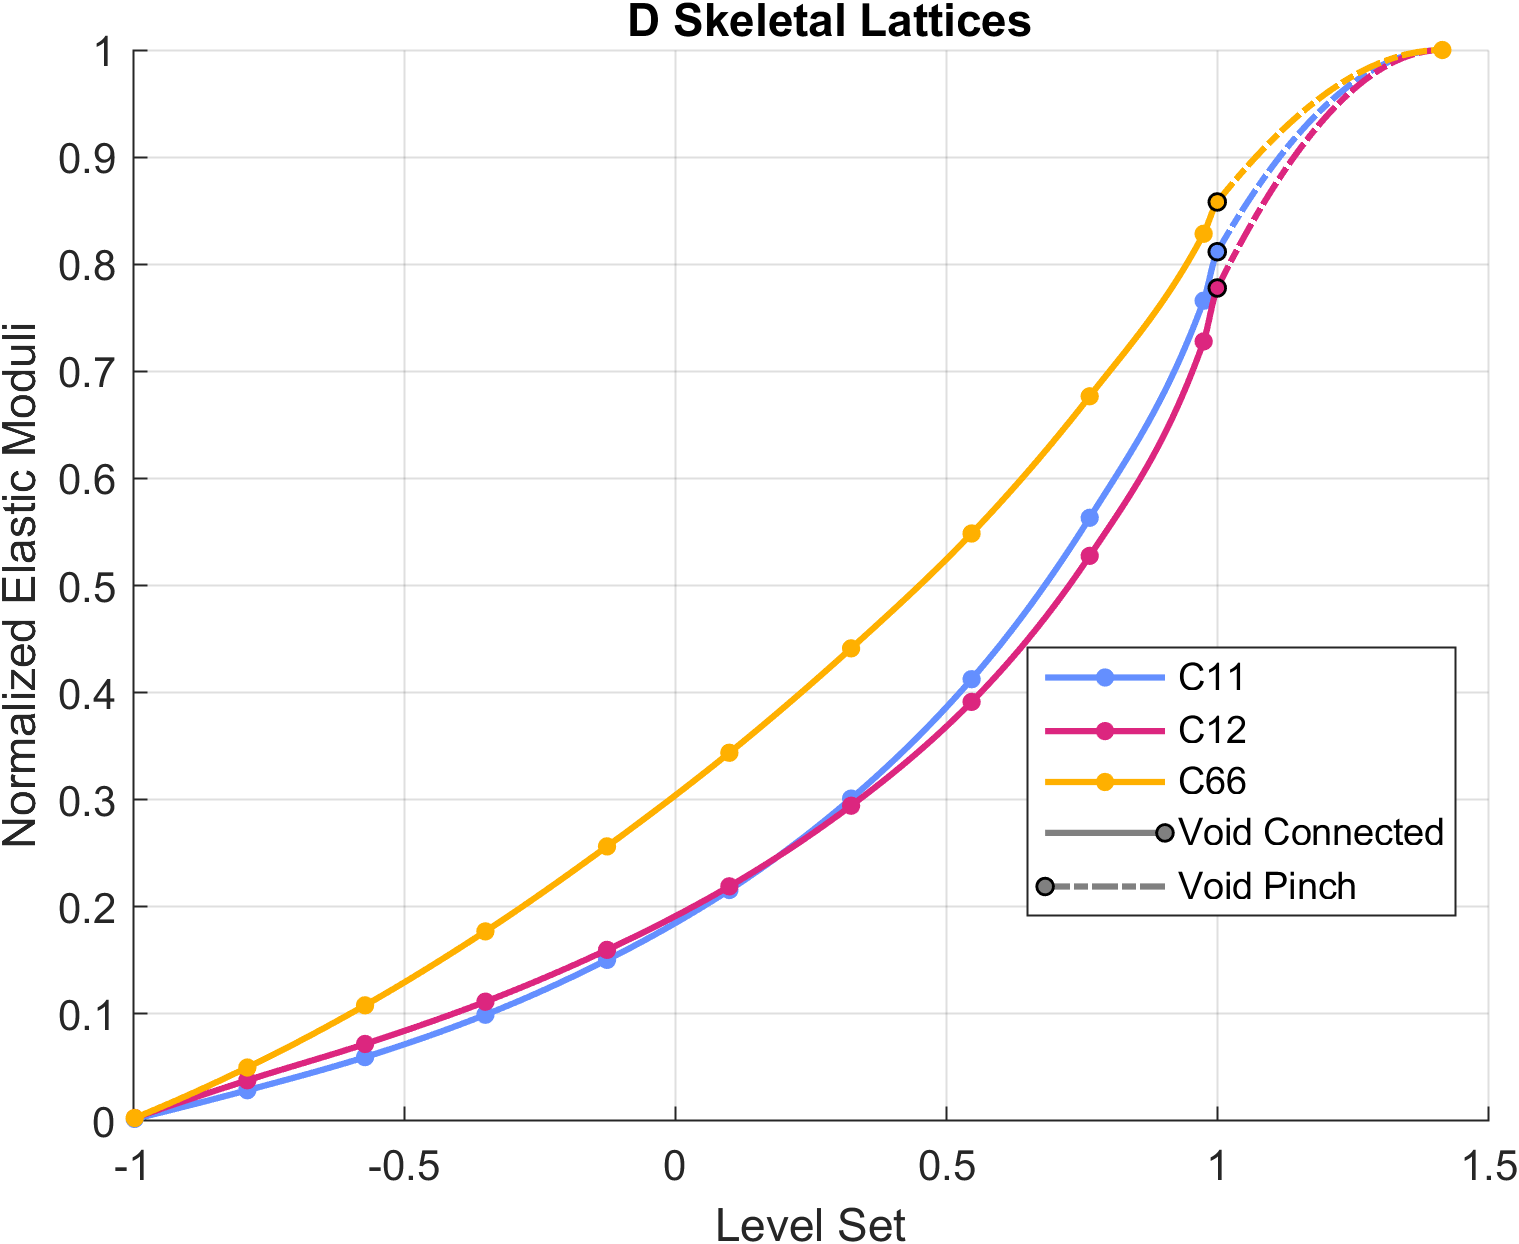 D Skeletal Lattices
Normalized Elastic Moduli
1
0.9
0.8
0.7
0.6
0.5
0.4
0.3
0.2
0.1
0
C11
C12
C66
Void Connected
Void Pinch
-1 -0.5 0 0.5 1 1.5
Level Set